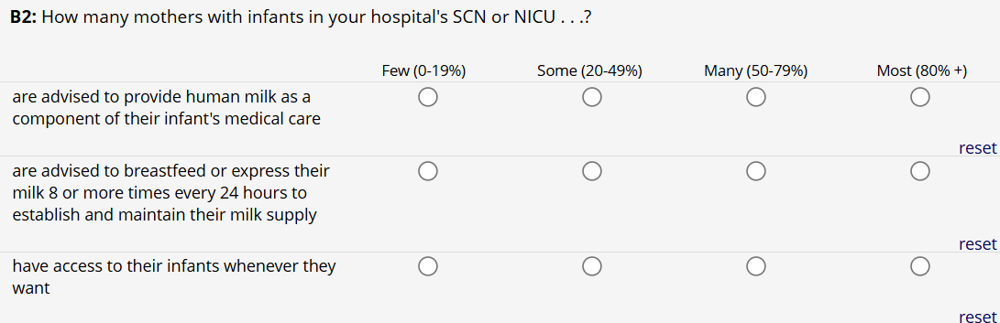 B2: How many mothers with infants in your hospital's SCN or NICU . . .?
Few (0-19%) Some (20-49%) Many (50-79%) Most (80% +)
are advised to provide human milk as a
component of their infant's medical care
reset
are advised to breastfeed or express their
milk 8 or more times every 24 hours to
establish and maintain their milk supply
reset
have access to their infants whenever they
want
reset